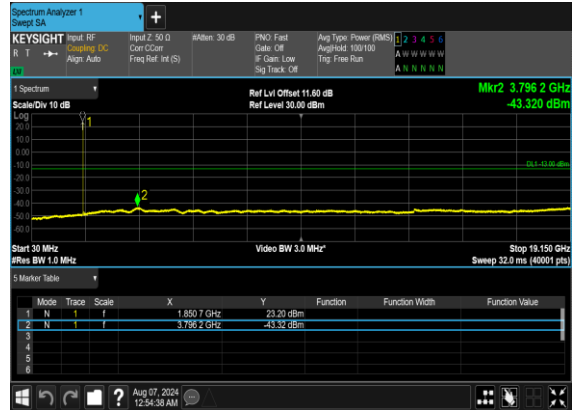 Spectrum Analyzer 1
Swept SA
+
KEYSIGHT
R T
LW
Input: RF
Coupling: DC
Align: Auto
Input Z: 50 Ω
Corr CCorr
Freq Ref: Int (S)
#Atten: 30 dB
PNO: Fast
Gate: Off
IF Gain: Low
Sig Track: Off
Avg Type: Power (RMS)
Avg|Hold: 100/100
Trig: Free Run
1 2 3 4 5 6
A W W W W W
A N N N N N
1 Spectrum
Scale/Div 10 dB
Ref Lvl Offset 11.60 dB
Ref Level 30.00 dBm
Mkr2 3.796 2 GHz
-43.320 dBm
Log
20.0
10.0
0.00
-10.0
-20.0
-30.0
-40.0
-50.0
-60.0
1
2
DL1 -13.00 dBm
Start 30 MHz
#Res BW 1.0 MHz
Video BW 3.0 MHz*
Stop 19.150 GHz
Sweep 32.0 ms (40001 pts)
5 Marker Table
Mode Trace Scale X Y Function Function Width Function Value
1 N 1 f 1.850 7 GHz 23.20 dBm
2 N 1 f 3.796 2 GHz -43.32 dBm
3
4
5
6
?
Aug 07, 2024
12:54:38 AM